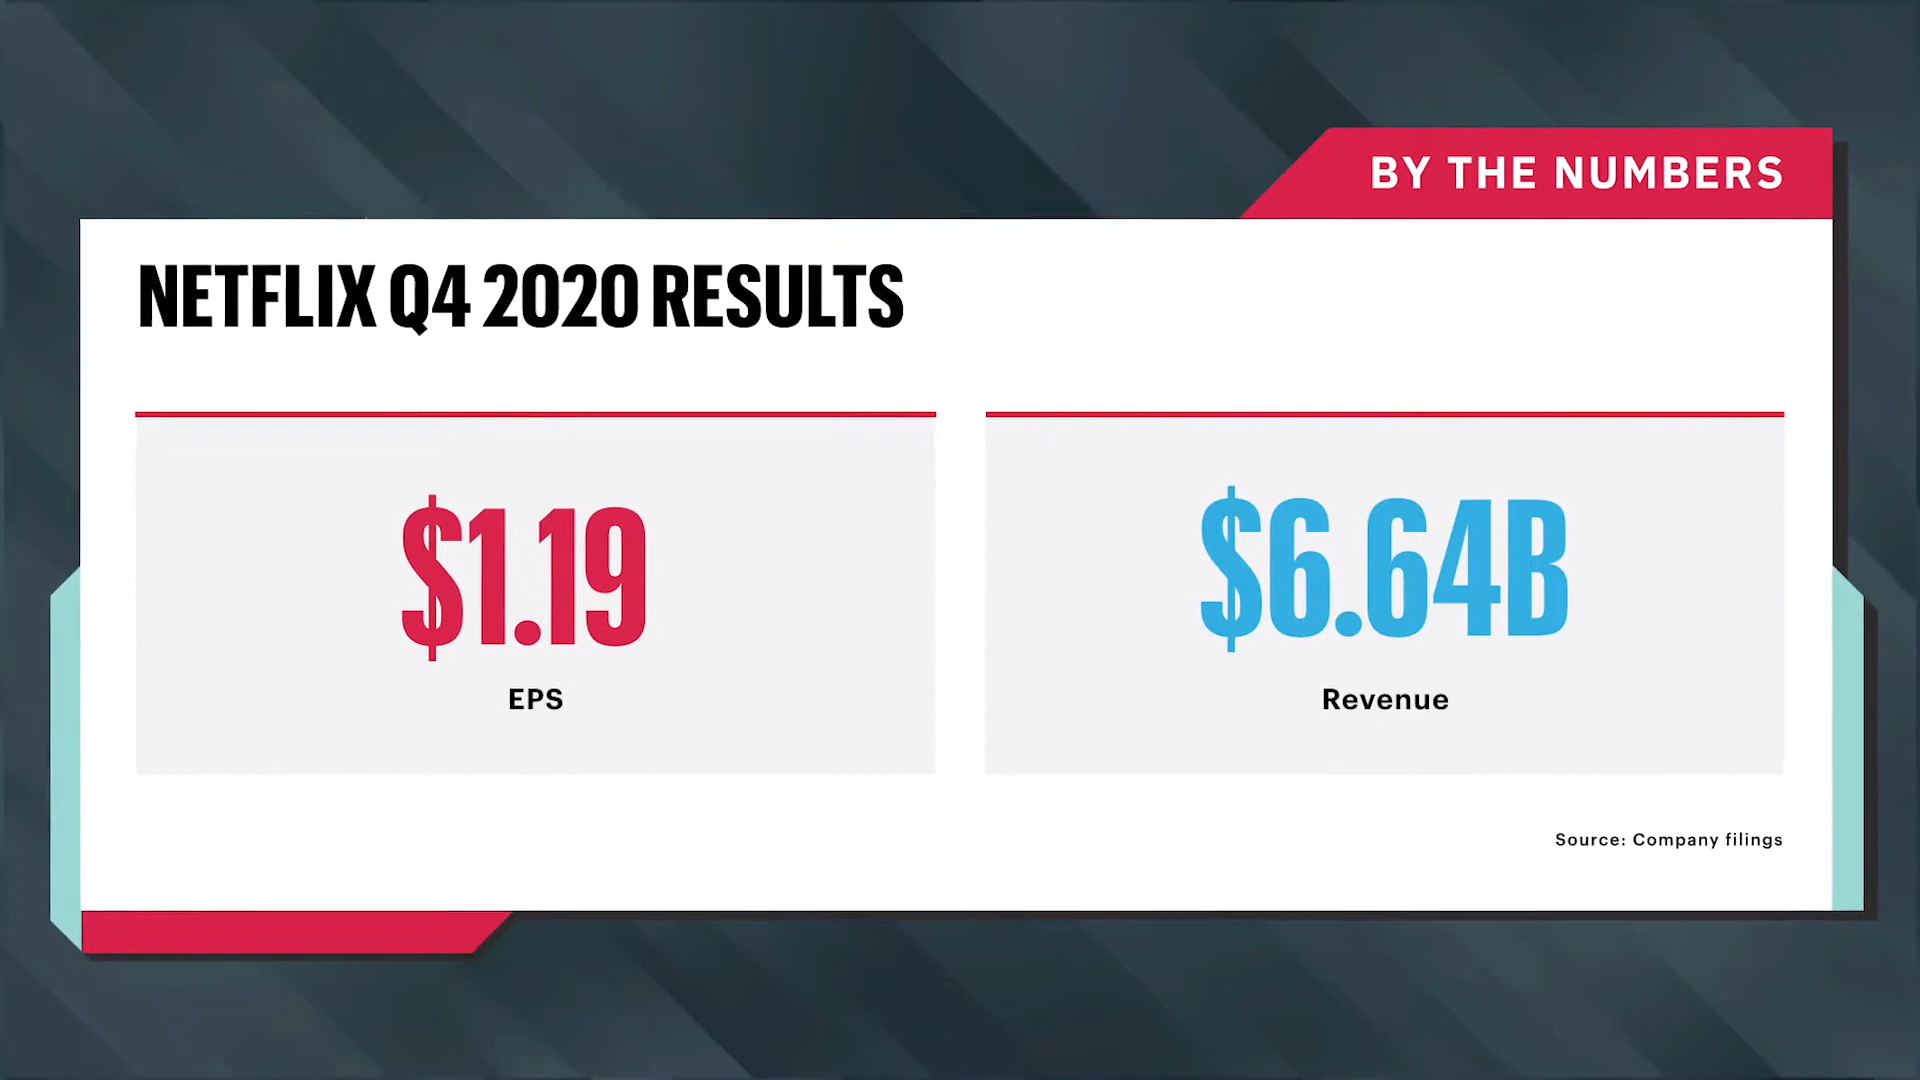 BY THE NUMBERS
NETFLIX Q4 2020 RESULTS
$1.19
EPS
$6.64B
Revenue
Source: Company filings